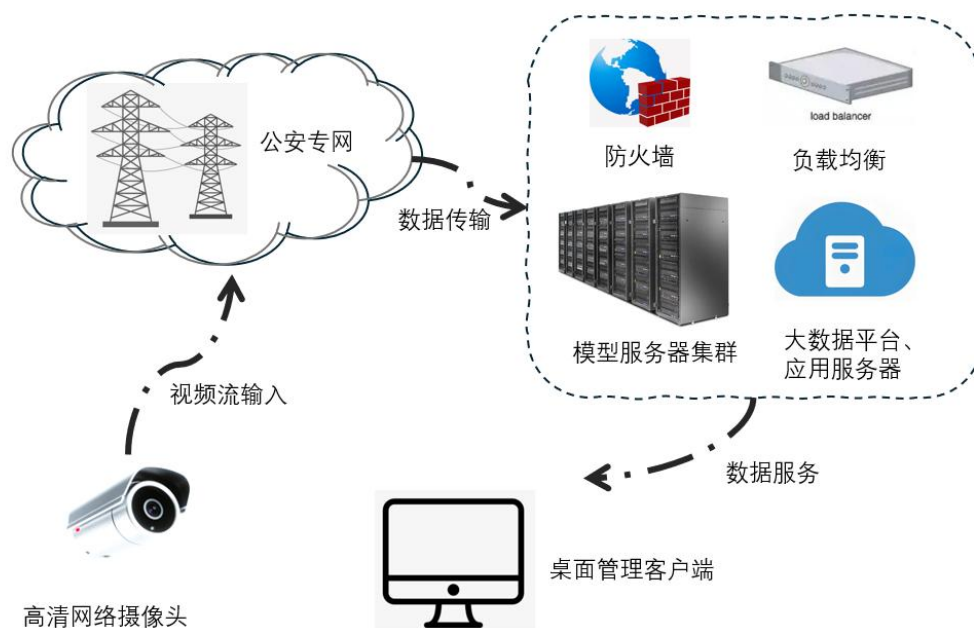 公安专网
load balancer
防火墙
负载均衡
数据传输
模型服务器集群
大数据平台、
应用服务器
视频流输入
数据服务
桌面管理客户端
高清网络摄像头